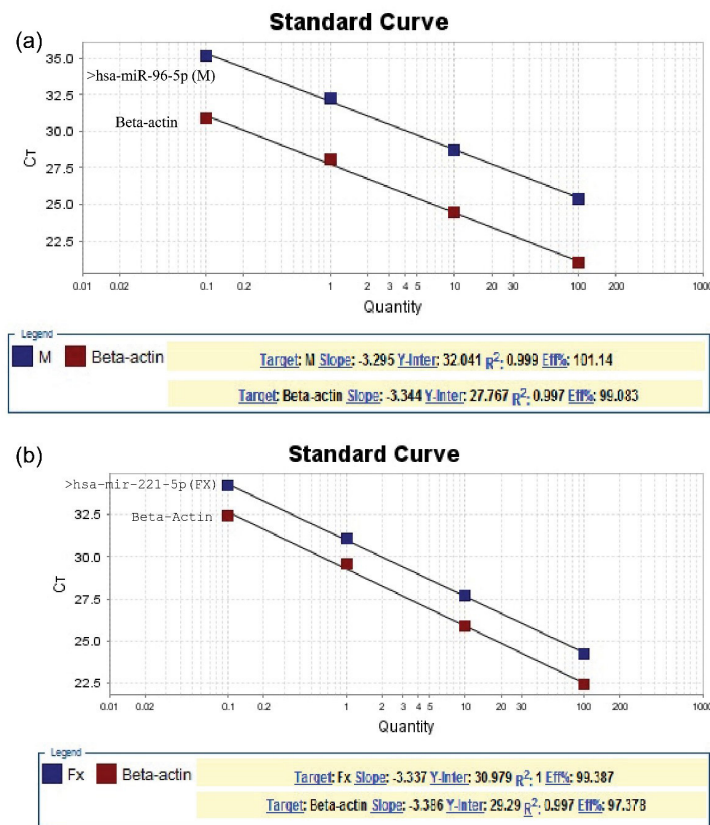 (a)
Standard Curve
35.0
>hsa-miR-96-5p (M)
32.5
30.0
Beta-actin
27.5
25.0
22.5
CT
0.01 0.02 0.1 0.2 1 2 3 4 5 10 20 30 100 200 1000
Quantity
Legend
M Beta-actin
Target: M Slope: -3.295 Y-Inter: 32.041 R²: 0.999 Eff%: 101.14
Target: Beta-actin Slope: -3.344 Y-Inter: 27.767 R²: 0.997 Eff%: 99.083
(b)
Standard Curve
>hsa-mir-221-5p(FX)
32.5
Beta-Actin
30.0
27.5
25.0
22.5
CT
0.01 0.02 0.1 0.2 1 2 3 4 5 10 20 30 100 200 1000
Quantity
Legend
Fx Beta-actin
Target: Fx Slope: -3.337 Y-Inter: 30.979 R²: 1 Eff%: 99.387
Target: Beta-actin Slope: -3.386 Y-Inter: 29.29 R²: 0.997 Eff%: 97.378